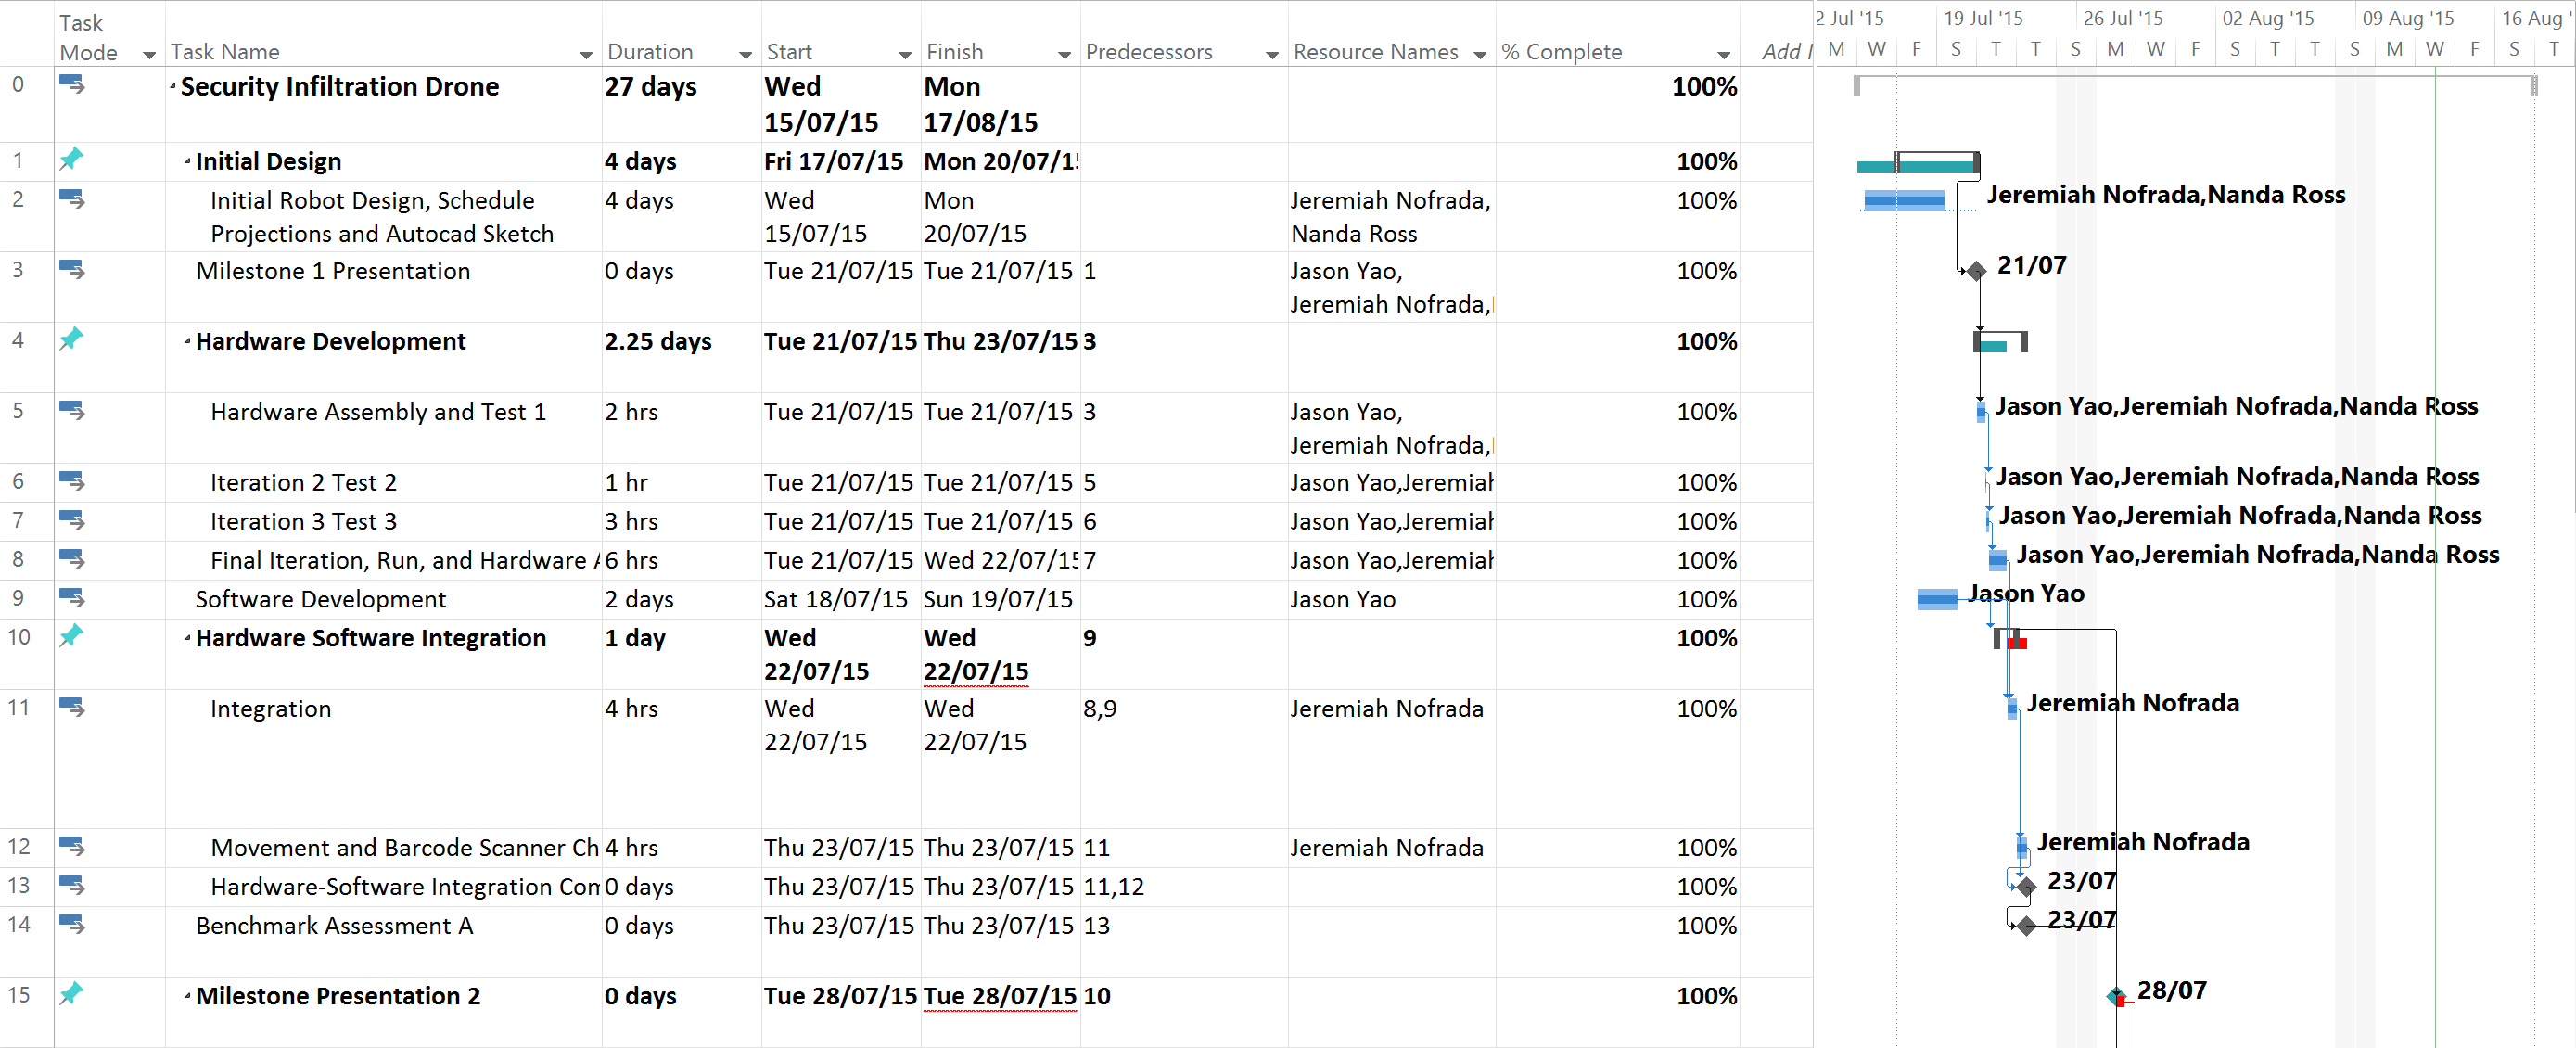 Task Mode Task Name Duration Start Finish Predecessors Resource Names % Complete Add
2 Jul '15 19 Jul '15 26 Jul '15 02 Aug '15 09 Aug '15 16 Aug '
M W F S T T S M W F S T T S M W F S T
0 Security Infiltration Drone 27 days Wed 15/07/15 Mon 17/08/15 100%
1 Initial Design 4 days Fri 17/07/15 Mon 20/07/15 100%
2 Initial Robot Design, Schedule Projections and Autocad Sketch 4 days Wed 15/07/15 Mon 20/07/15 Jeremiah Nofrada, Nanda Ross 100% Jeremiah Nofrada,Nanda Ross
3 Milestone 1 Presentation 0 days Tue 21/07/15 Tue 21/07/15 1 Jason Yao, Jeremiah Nofrada, 100% 21/07
4 Hardware Development 2.25 days Tue 21/07/15 Thu 23/07/15 3 100%
5 Hardware Assembly and Test 1 2 hrs Tue 21/07/15 Tue 21/07/15 3 Jason Yao, Jeremiah Nofrada, 100% Jason Yao,Jeremiah Nofrada,Nanda Ross
6 Iteration 2 Test 2 1 hr Tue 21/07/15 Tue 21/07/15 5 Jason Yao,Jeremiah 100% Jason Yao,Jeremiah Nofrada,Nanda Ross
7 Iteration 3 Test 3 3 hrs Tue 21/07/15 Tue 21/07/15 6 Jason Yao,Jeremiah 100% Jason Yao,Jeremiah Nofrada,Nanda Ross
8 Final Iteration, Run, and Hardware 6 hrs Tue 21/07/15 Wed 22/07/15 7 Jason Yao,Jeremiah 100% Jason Yao,Jeremiah Nofrada,Nanda Ross
9 Software Development 2 days Sat 18/07/15 Sun 19/07/15 Jason Yao 100% Jason Yao
10 Hardware Software Integration 1 day Wed 22/07/15 Wed 22/07/15 9 100%
11 Integration 4 hrs Wed 22/07/15 Wed 22/07/15 8,9 Jeremiah Nofrada 100% Jeremiah Nofrada
12 Movement and Barcode Scanner Ch 4 hrs Thu 23/07/15 Thu 23/07/15 11 Jeremiah Nofrada 100% Jeremiah Nofrada
13 Hardware-Software Integration Com 0 days Thu 23/07/15 Thu 23/07/15 11,12 100% 23/07
14 Benchmark Assessment A 0 days Thu 23/07/15 Thu 23/07/15 13 100% 23/07
15 Milestone Presentation 2 0 days Tue 28/07/15 Tue 28/07/15 10 100% 28/07